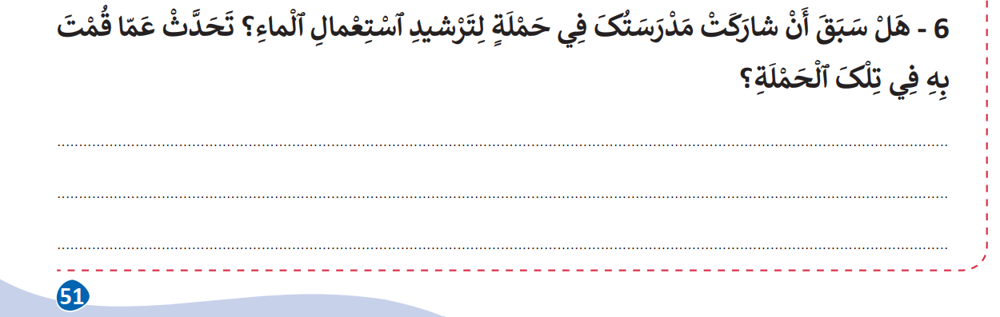 6 - هَلْ سَبَقَ أَنْ شارَكَتْ مَدْرَسَتُكَ فِي حَمْلَةٍ لِتَرْشيدِ ٱسْتِعْمالِ ٱلْماءِ؟ تَحَدَّثْ عَمّا قُمْتَ
بِهِ فِي تِلْكَ ٱلْحَمْلَةِ؟
51